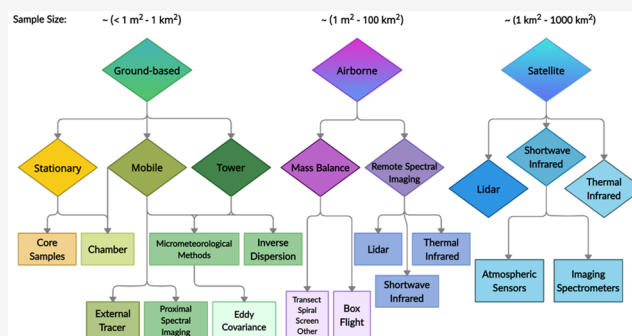 Sample Size:
~ (< 1 m² - 1 km²)
~ (1 m² - 100 km²)
~ (1 km² - 1000 km²)
Ground-based
Airborne
Satellite
Stationary
Mobile
Tower
Mass Balance
Remote Spectral
Imaging
Lidar
Shortwave
Infrared
Thermal
Infrared
Core
Samples
Chamber
Micrometeorological
Methods
Inverse
Dispersion
Lidar
Thermal
Infrared
Shortwave
Infrared
Atmospheric
Sensors
Imaging
Spectrometers
External
Tracer
Proximal
Spectral
Imaging
Eddy
Covariance
Transect
Spiral
Screen
Other
Box
Flight